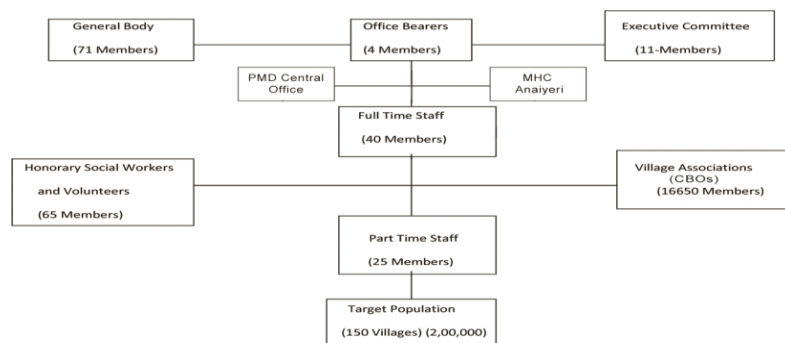 General Body
(71 Members)
Office Bearers
(4 Members)
Executive Committee
(11-Members)
PMD Central
Office
MHC
Anaiyeri
Full Time Staff
(40 Members)
Honorary Social Workers
and Volunteers
(65 Members)
Village Associations
(CBOs)
(16650 Members)
Part Time Staff
(25 Members)
Target Population
(150 Villages) (2,00,000)